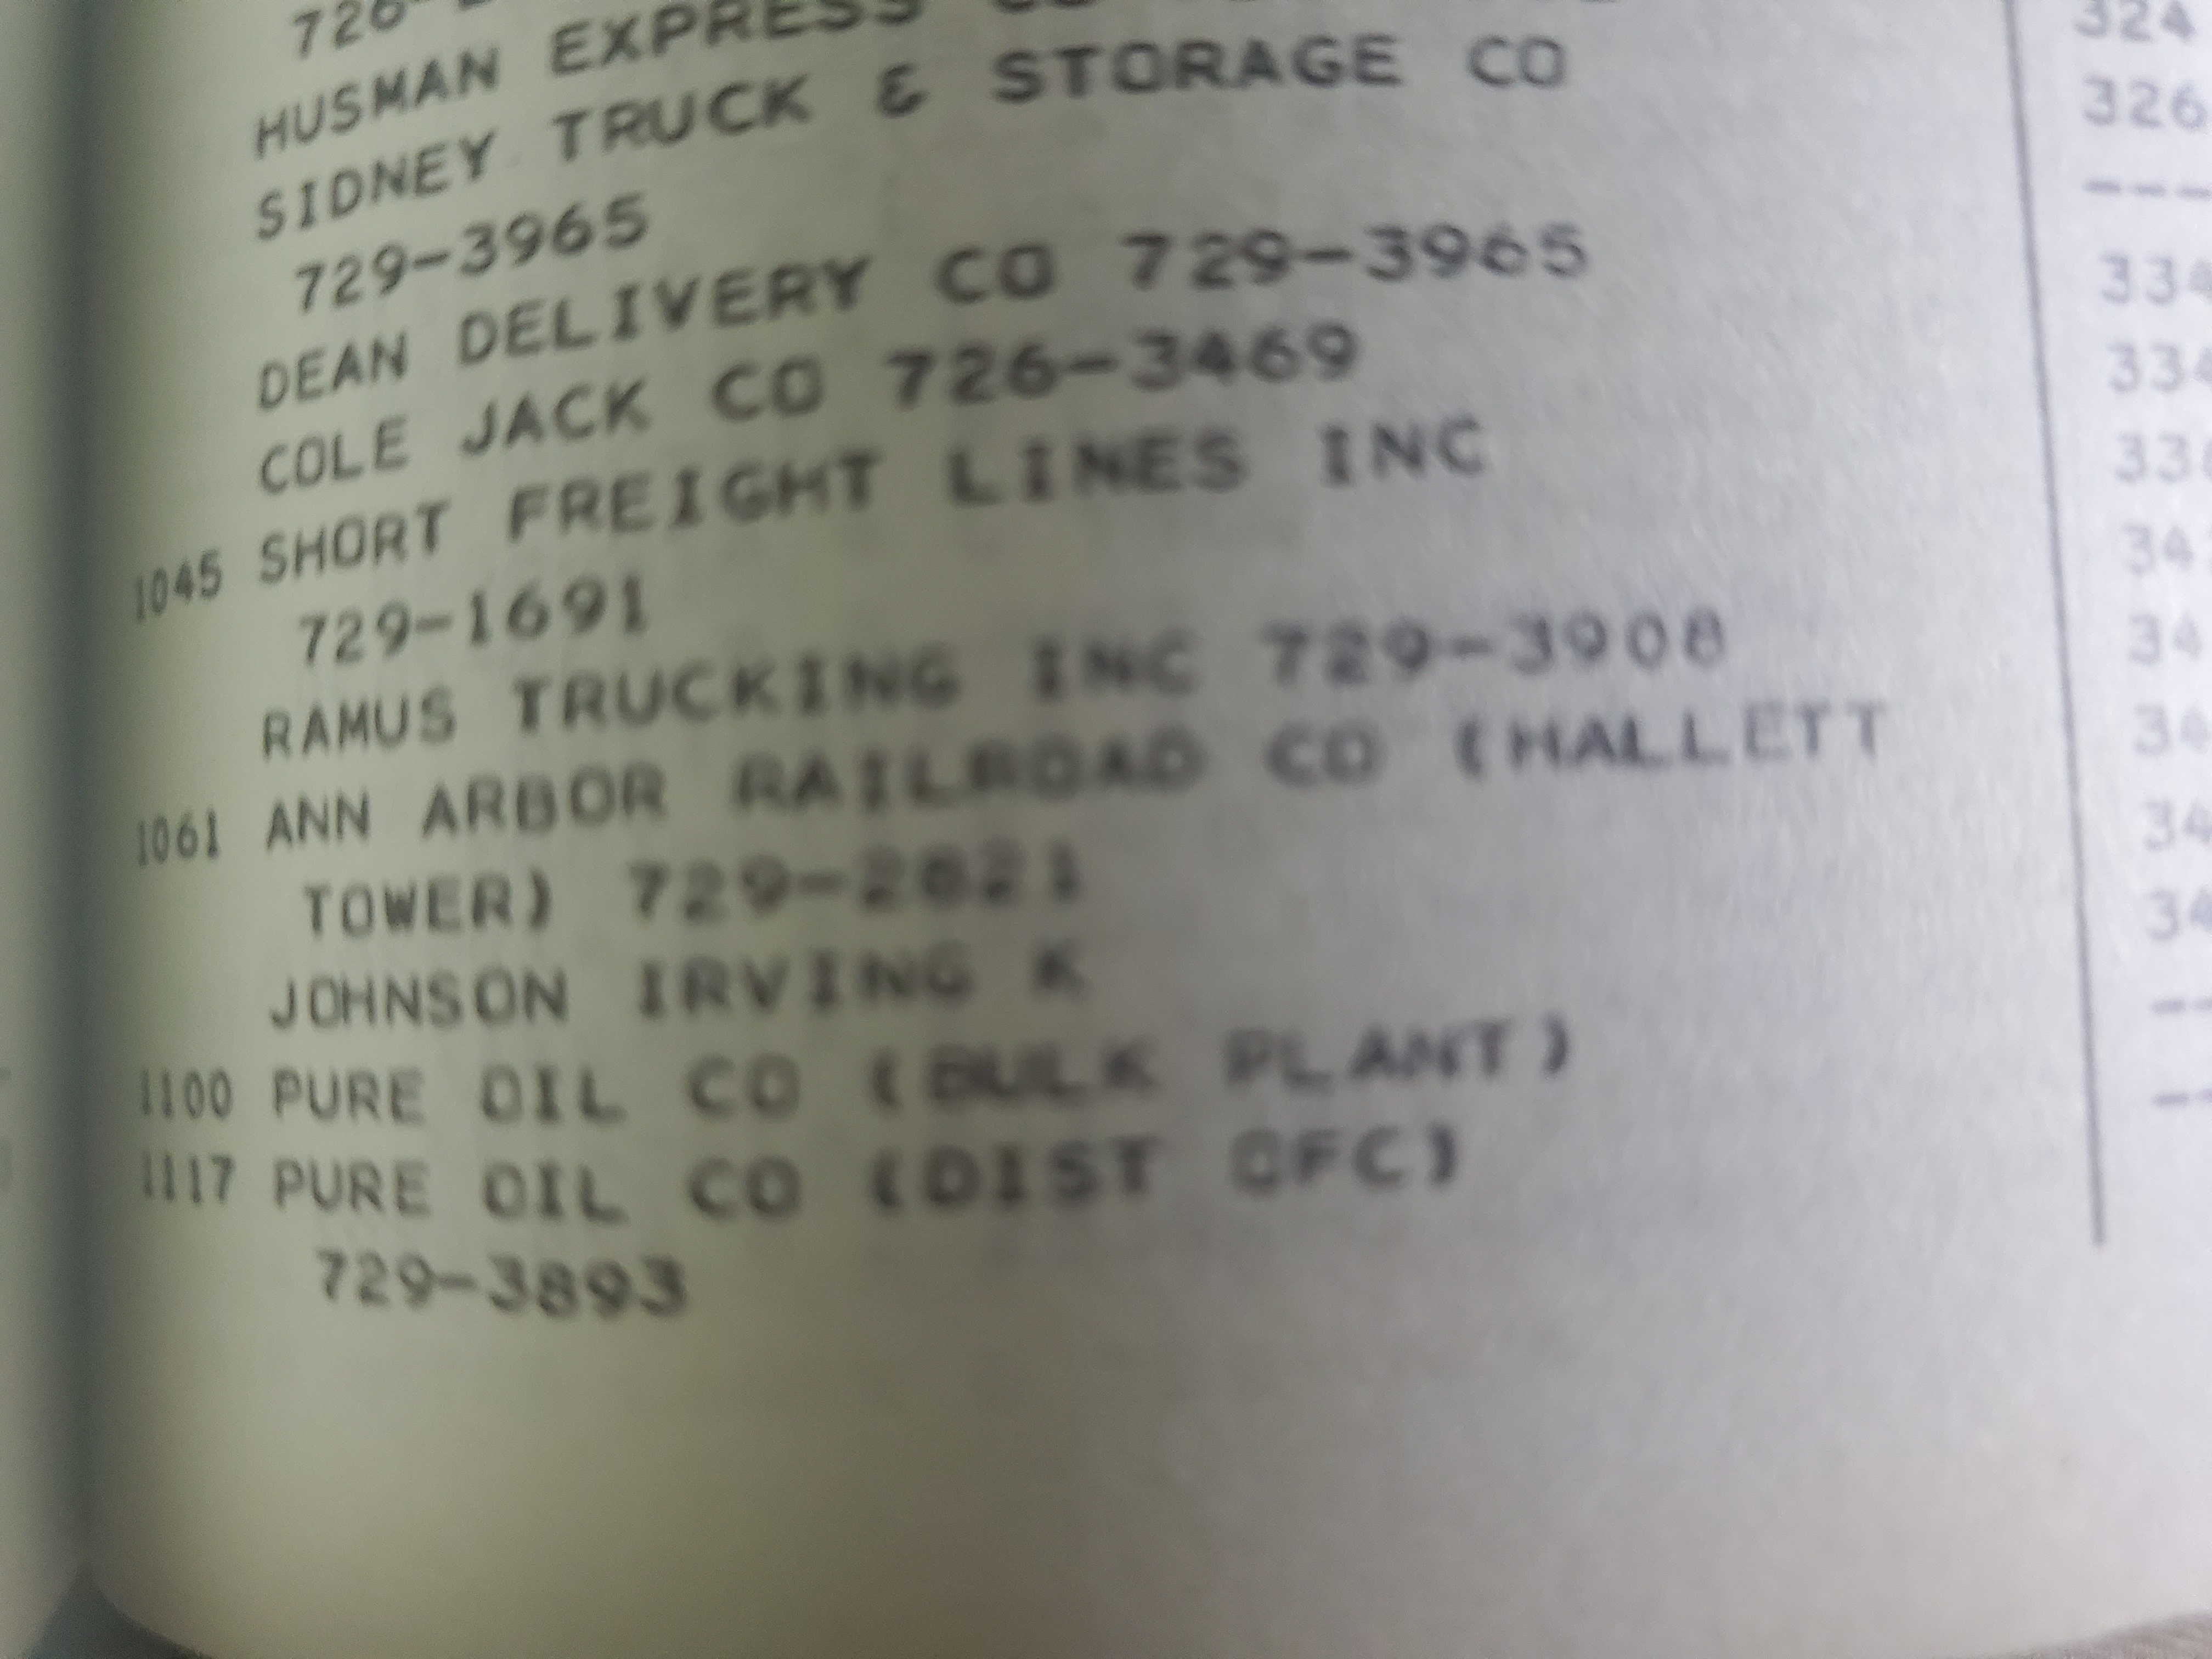 HUSMAN EXPRESS
SIDNEY TRUCK & STORAGE CO
729-3965
DEAN DELIVERY CO 729-3965
COLE JACK CO 726-3469
1045 SHORT FREIGHT LINES INC
729-1691
RAMUS TRUCKING INC 729-3908
1061 ANN ARBOR RAILROAD CO (HALLETT
TOWER)
JOHNSON IRVING K
1100 PURE OIL CO (BULK PLANT)
1117 PURE OIL CO (DIST OFC)
729-3893
324
326
---